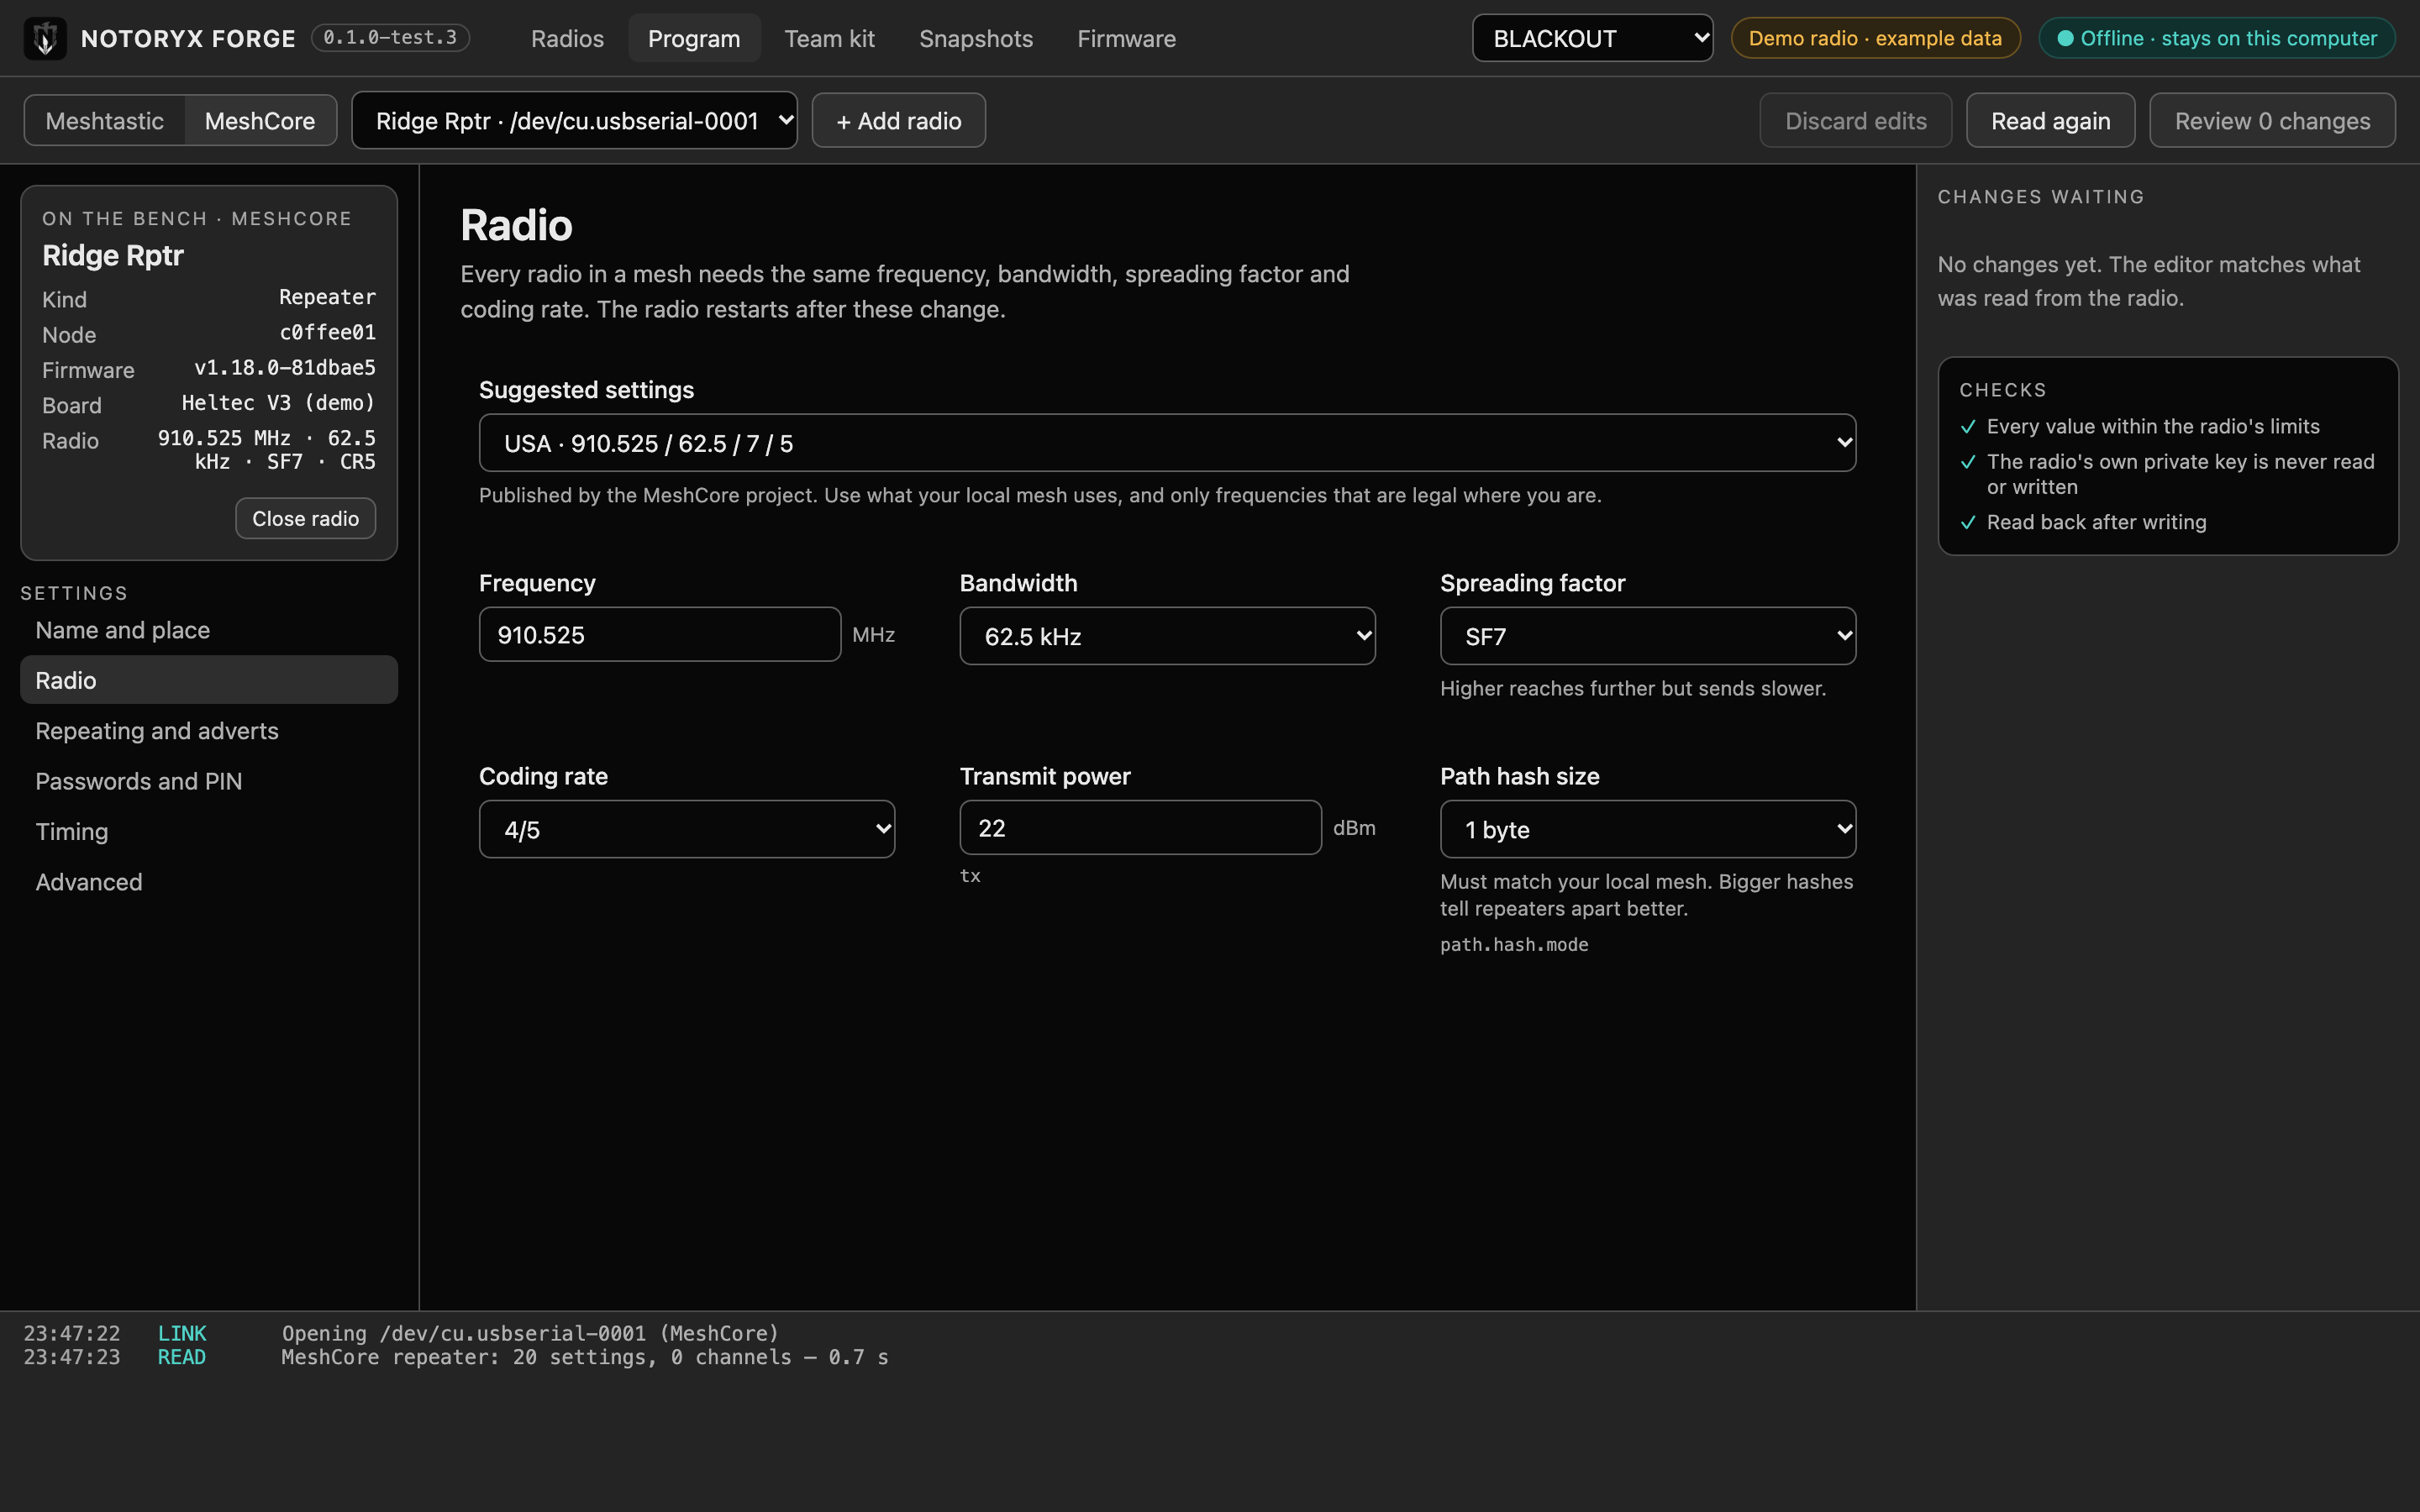 NOTORYX FORGE 0.1.0-test.3 Radios Program Team kit Snapshots Firmware BLACKOUT Demo radio · example data Offline · stays on this computer
Meshtastic MeshCore Ridge Rptr · /dev/cu.usbserial-0001 + Add radio Discard edits Read again Review 0 changes
ON THE BENCH · MESHCORE
Ridge Rptr
Kind Repeater
Node c0ffee01
Firmware v1.18.0-81dbae5
Board Heltec V3 (demo)
Radio 910.525 MHz · 62.5
kHz · SF7 · CR5
Close radio
SETTINGS
Name and place
Radio
Repeating and adverts
Passwords and PIN
Timing
Advanced
Radio
Every radio in a mesh needs the same frequency, bandwidth, spreading factor and
coding rate. The radio restarts after these change.
Suggested settings
USA · 910.525 / 62.5 / 7 / 5
Published by the MeshCore project. Use what your local mesh uses, and only frequencies that are legal where you are.
Frequency Bandwidth Spreading factor
910.525 MHz 62.5 kHz SF7
Higher reaches further but sends slower.
Coding rate Transmit power Path hash size
4/5 22 dBm 1 byte
tx
Must match your local mesh. Bigger hashes
tell repeaters apart better.
path.hash.mode
CHANGES WAITING
No changes yet. The editor matches what
was read from the radio.
CHECKS
✓ Every value within the radio's limits
✓ The radio's own private key is never read
or written
✓ Read back after writing
23:47:22 LINK Opening /dev/cu.usbserial-0001 (MeshCore)
23:47:23 READ MeshCore repeater: 20 settings, 0 channels — 0.7 s